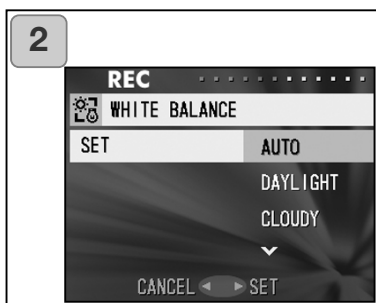 2
REC
WHITE BALANCE
SET AUTO
DAYLIGHT
CLOUDY
CANCEL SET